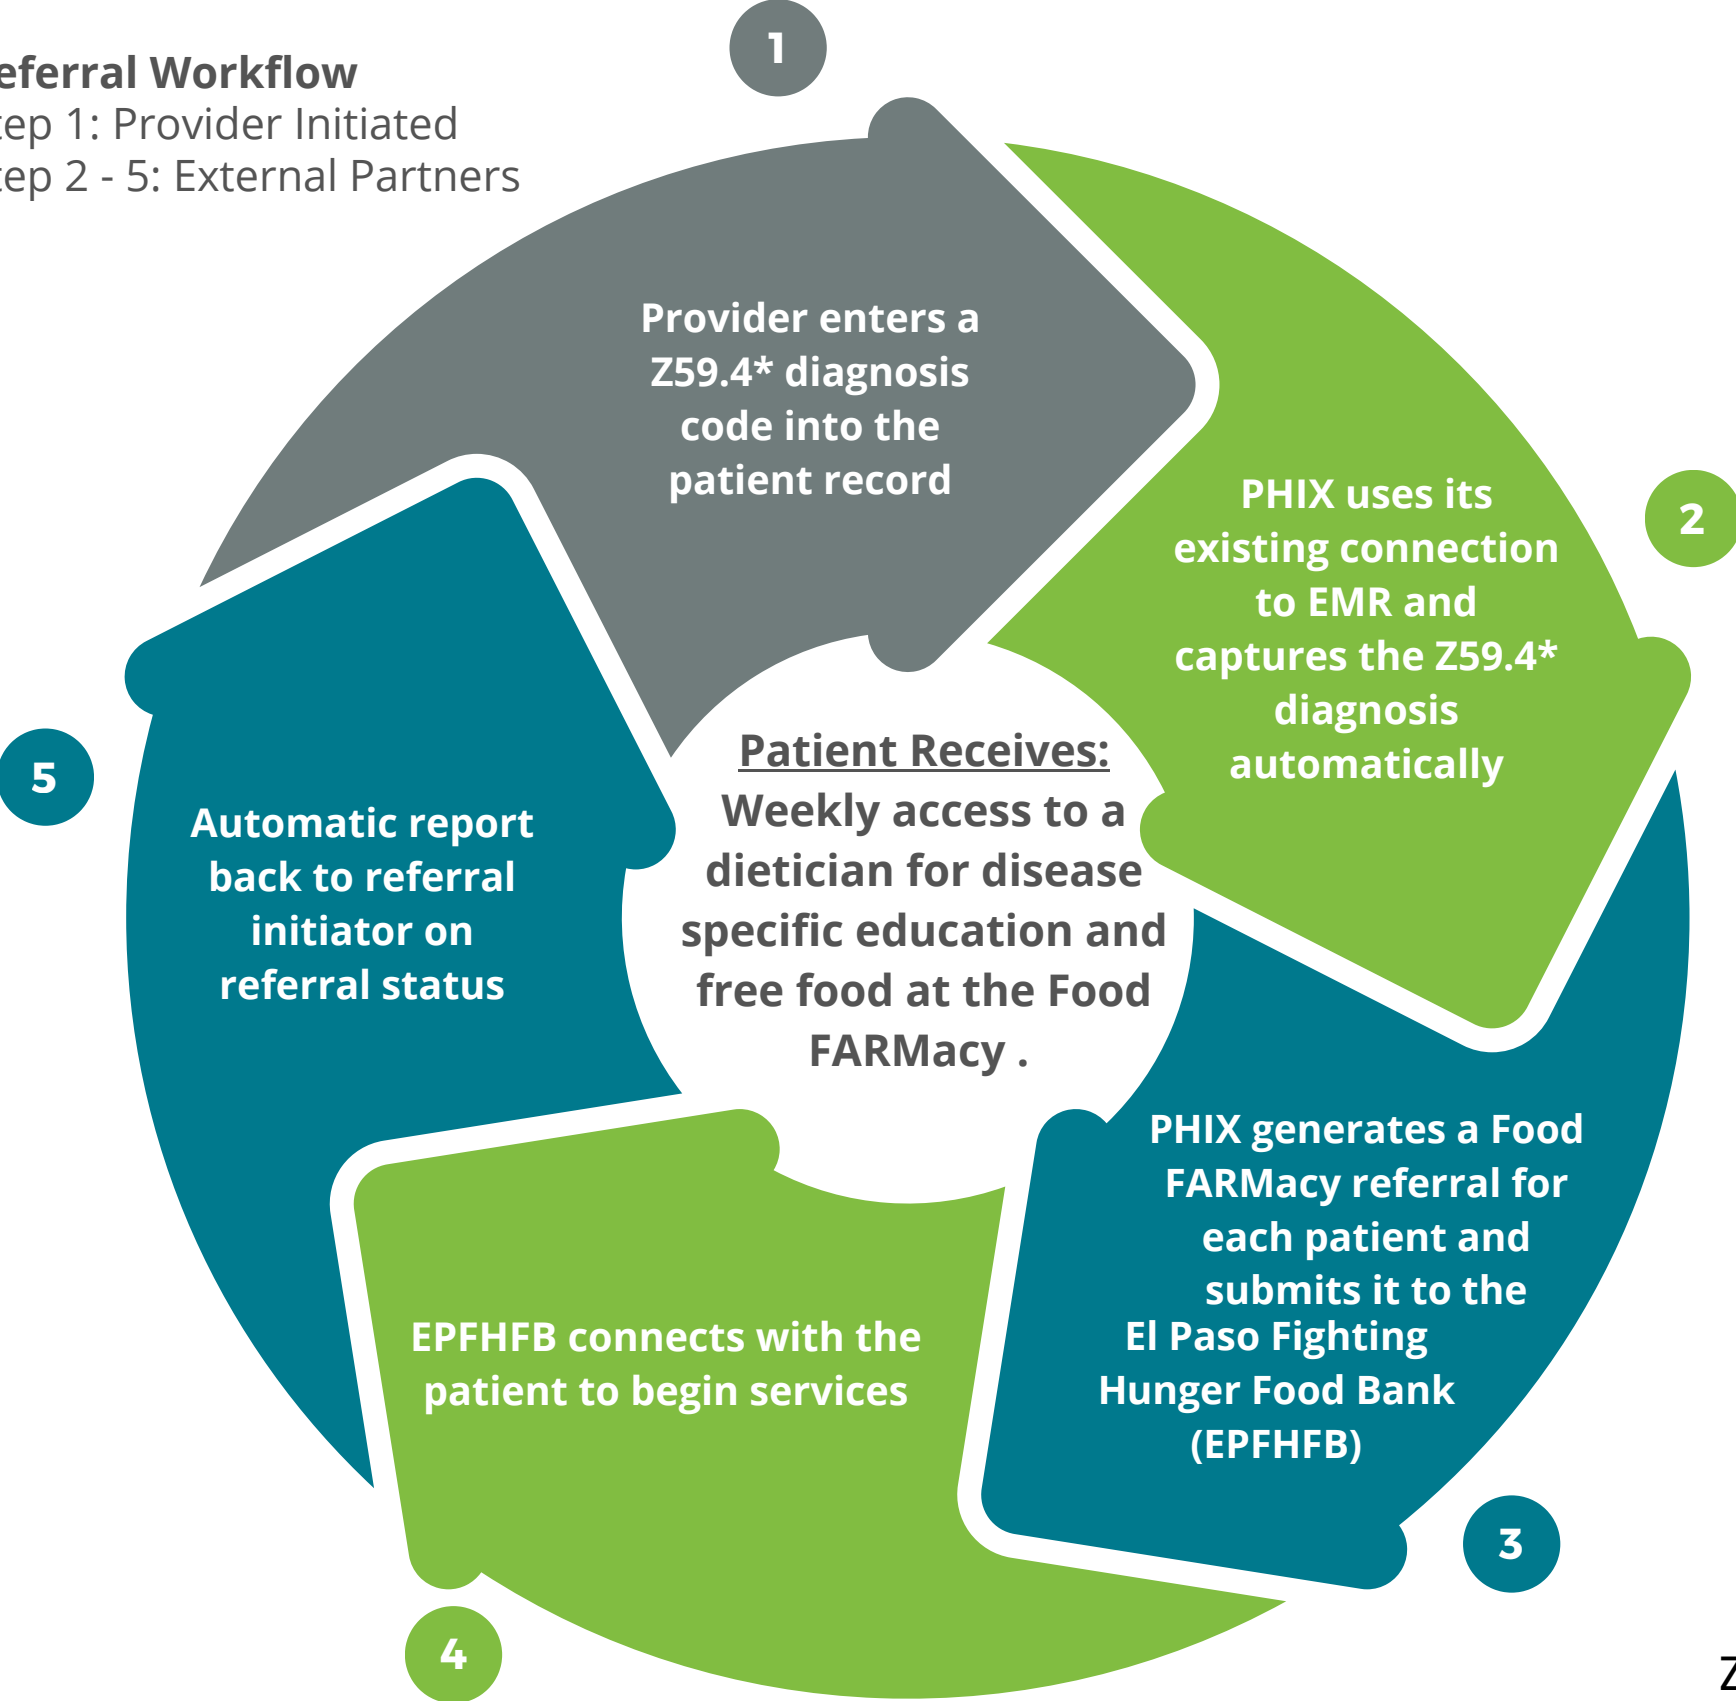 eferral Workflow
tep 1: Provider Initiated
tep 2 - 5: External Partners
1
Provider enters a
Z59.4* diagnosis
code into the
patient record
2
PHIX uses its
existing connection
to EMR and
captures the Z59.4*
diagnosis
automatically
3
PHIX generates a Food
FARMacy referral for
each patient and
submits it to the
El Paso Fighting
Hunger Food Bank
(EPFHFB)
4
EPFHFB connects with the
patient to begin services
5
Automatic report
back to referral
initiator on
referral status
Patient Receives:
Weekly access to a
dietician for disease
specific education and
free food at the Food
FARMacy .
Z